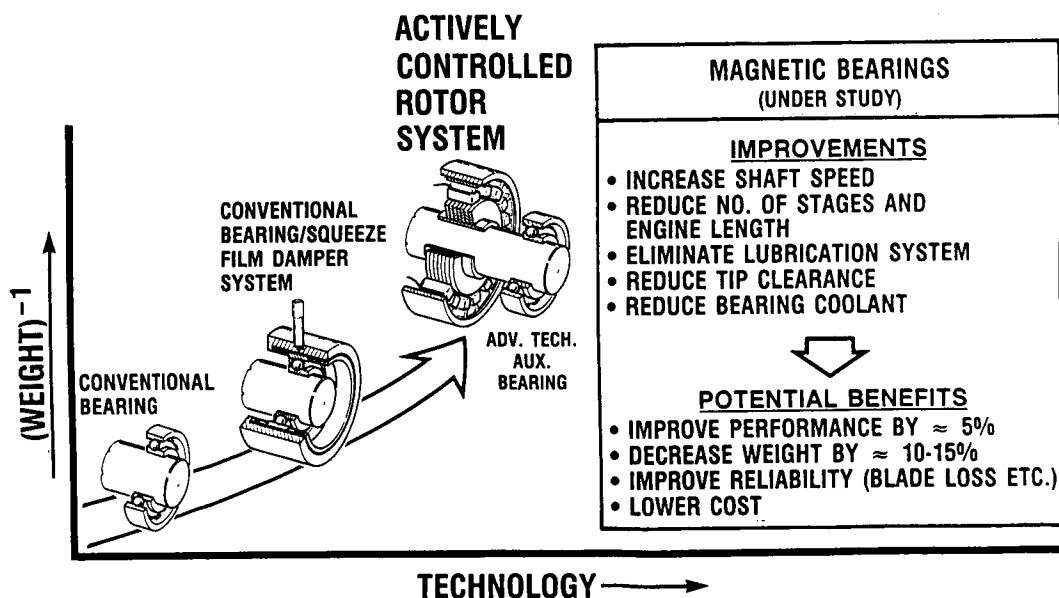 ACTIVELY
CONTROLLED
ROTOR
SYSTEM
CONVENTIONAL
BEARING/SQUEEZE
FILM DAMPER
SYSTEM
CONVENTIONAL
BEARING
ADV. TECH.
AUX.
BEARING
(WEIGHT)⁻¹
TECHNOLOGY
MAGNETIC BEARINGS
(UNDER STUDY)
IMPROVEMENTS
• INCREASE SHAFT SPEED
• REDUCE NO. OF STAGES AND
ENGINE LENGTH
• ELIMINATE LUBRICATION SYSTEM
• REDUCE TIP CLEARANCE
• REDUCE BEARING COOLANT
POTENTIAL BENEFITS
• IMPROVE PERFORMANCE BY ≈ 5%
• DECREASE WEIGHT BY ≈ 10-15%
• IMPROVE RELIABILITY (BLADE LOSS ETC.)
• LOWER COST